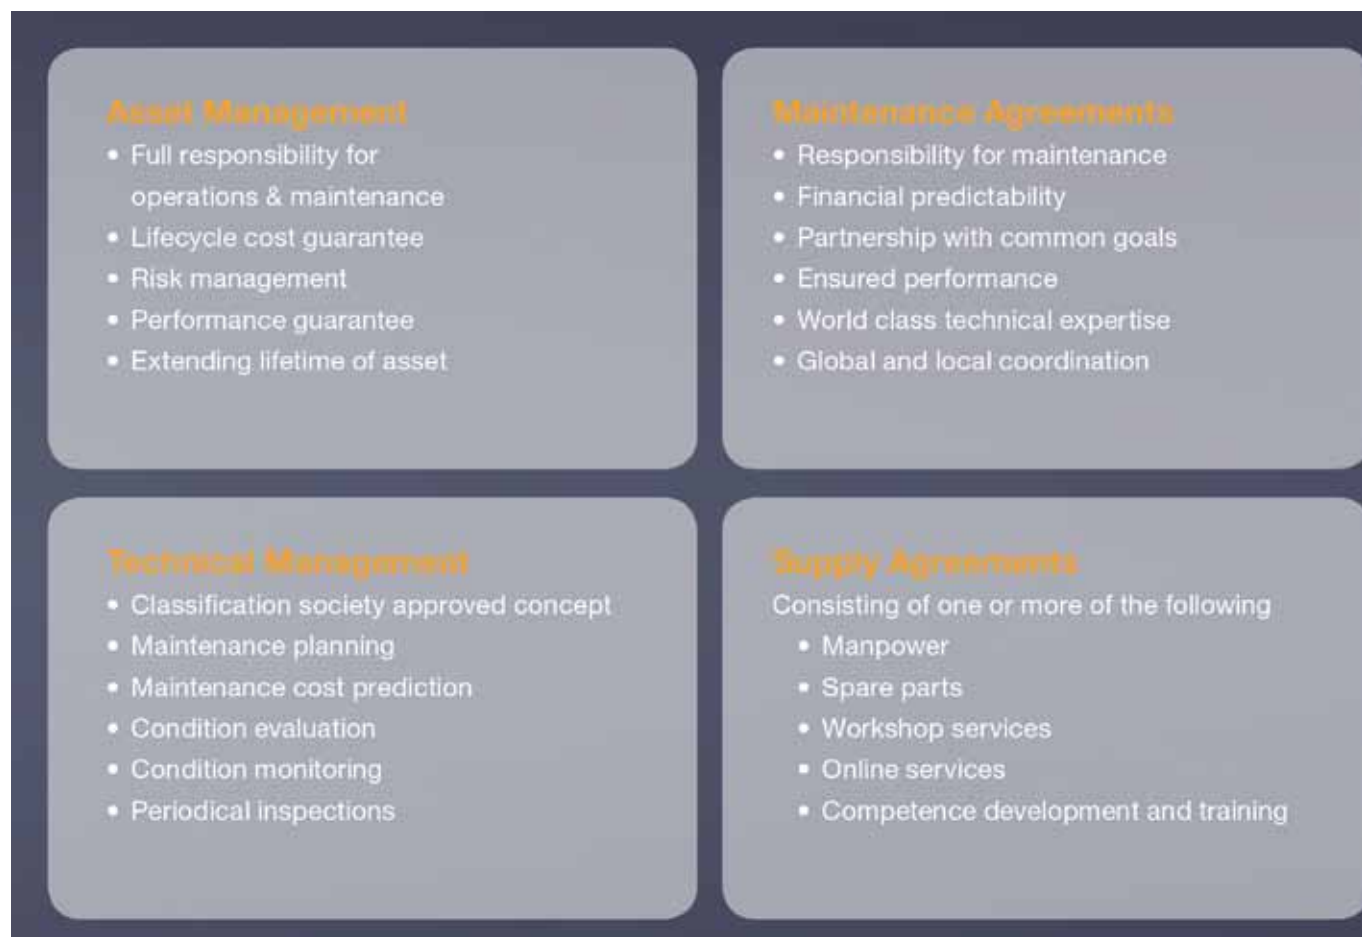 Asset Management
• Full responsibility for
operations & maintenance
• Lifecycle cost guarantee
• Risk management
• Performance guarantee
• Extending lifetime of asset
Maintenance Agreements
• Responsibility for maintenance
• Financial predictability
• Partnership with common goals
• Ensured performance
• World class technical expertise
• Global and local coordination
Technical Management
• Classification society approved concept
• Maintenance planning
• Maintenance cost prediction
• Condition evaluation
• Condition monitoring
• Periodical inspections
Supply Agreements
Consisting of one or more of the following
• Manpower
• Spare parts
• Workshop services
• Online services
• Competence development and training